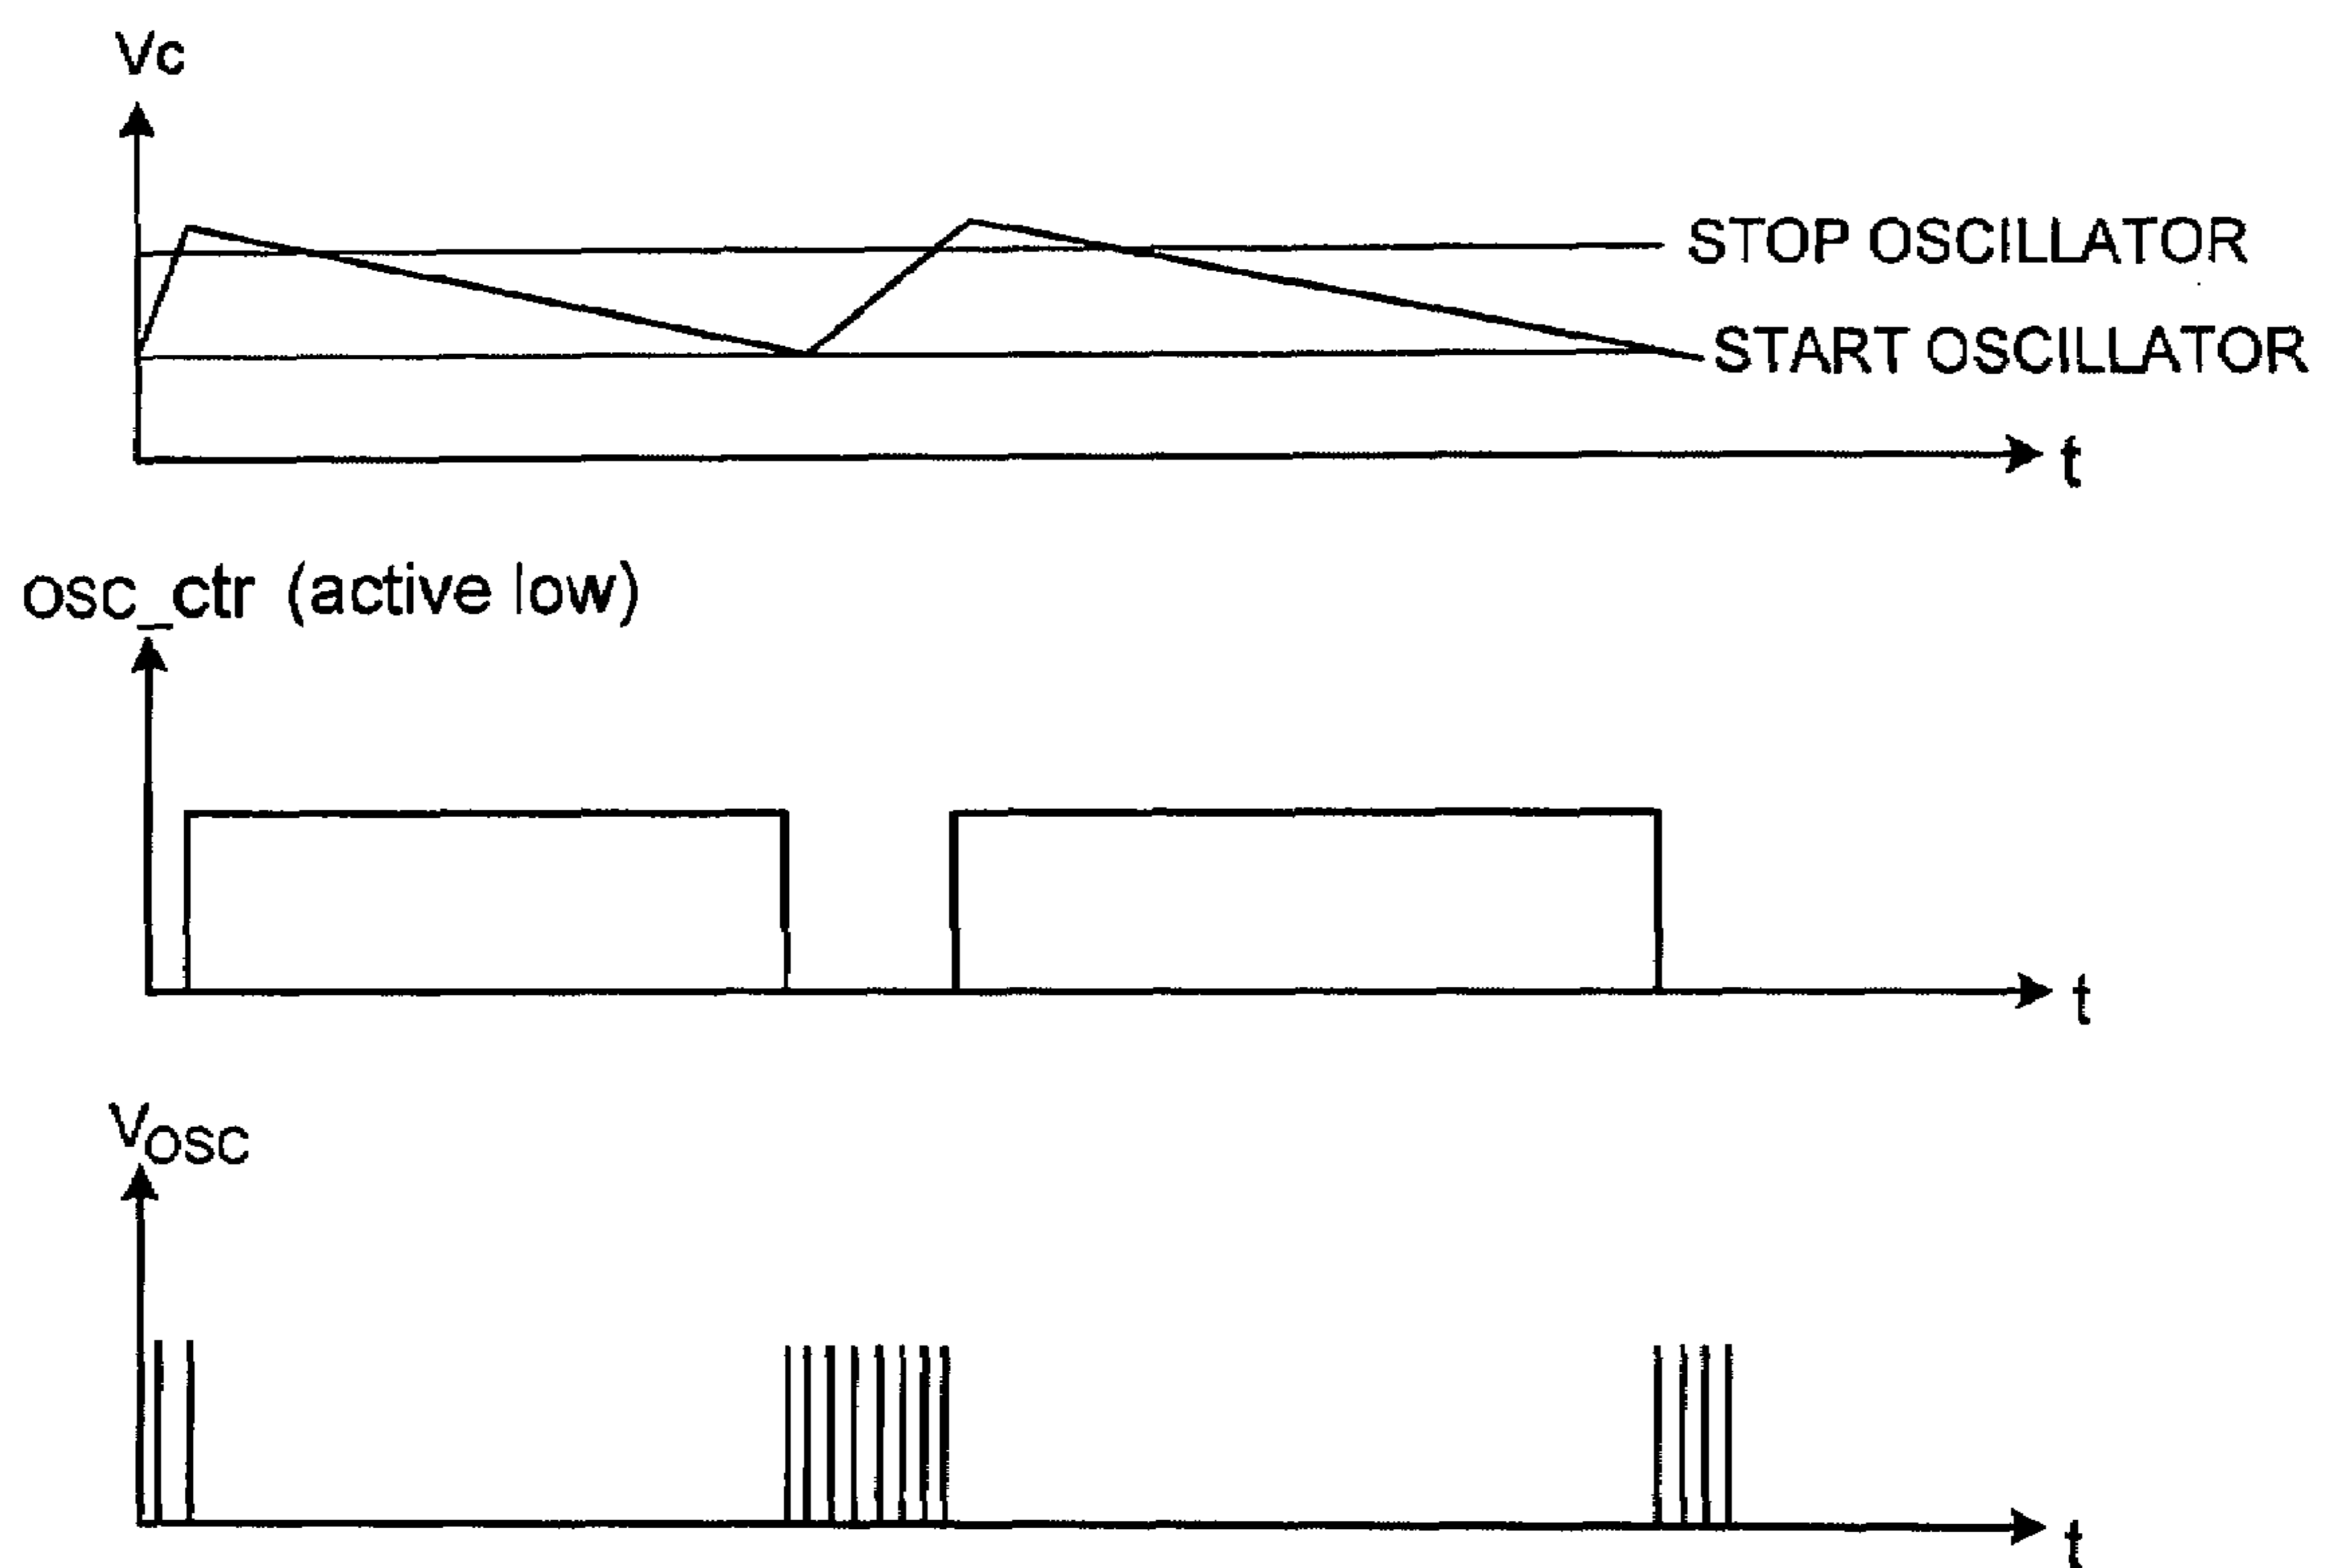 Vc
STOP OSCILLATOR
START OSCILLATOR
t
osc_ctr (active low)
t
VOSC
t